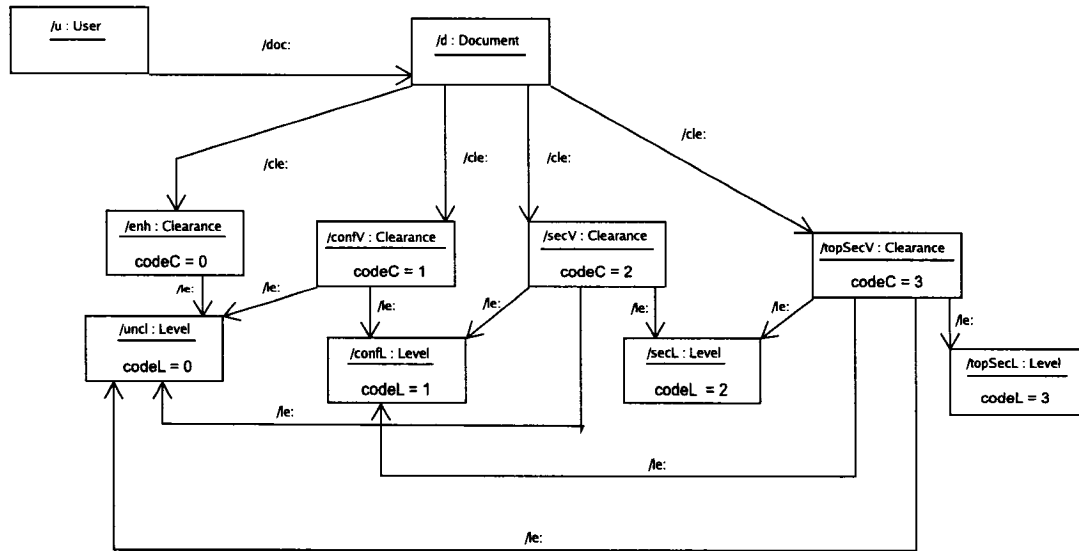 /u : User
/doc:
/d : Document
/cle:
/cle:
/cle:
/cle:
/enh : Clearance
codeC = 0
/confV : Clearance
codeC = 1
/secV : Clearance
codeC = 2
/topSecV : Clearance
codeC = 3
/le:
/le:
/le:
/le:
/le:
/le:
/le:
/uncl : Level
codeL = 0
/confL : Level
codeL = 1
/secL : Level
codeL = 2
/topSecL : Level
codeL = 3
/le:
/le:
/le: